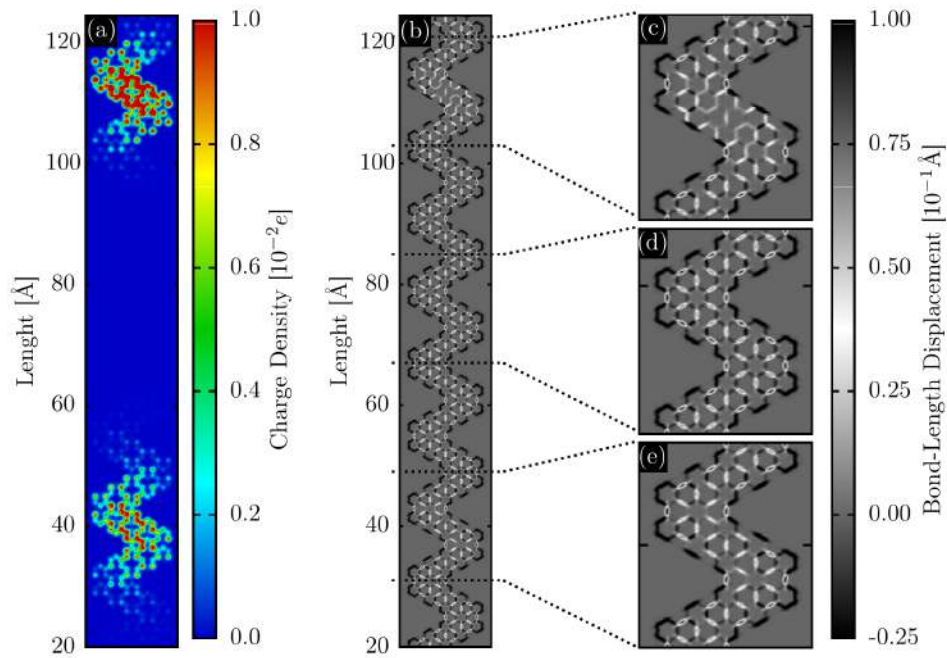 (a)
Lenght [Å]
120
100
80
60
40
20
1.0
0.8
0.6
0.4
0.2
0.0
Charge Density [10⁻²e]
(b)
Lenght [Å]
120
100
80
60
40
20
(c)
(d)
(e)
1.00
0.75
0.50
0.25
0.00
-0.25
Bond-Length Displacement [10⁻¹Å]